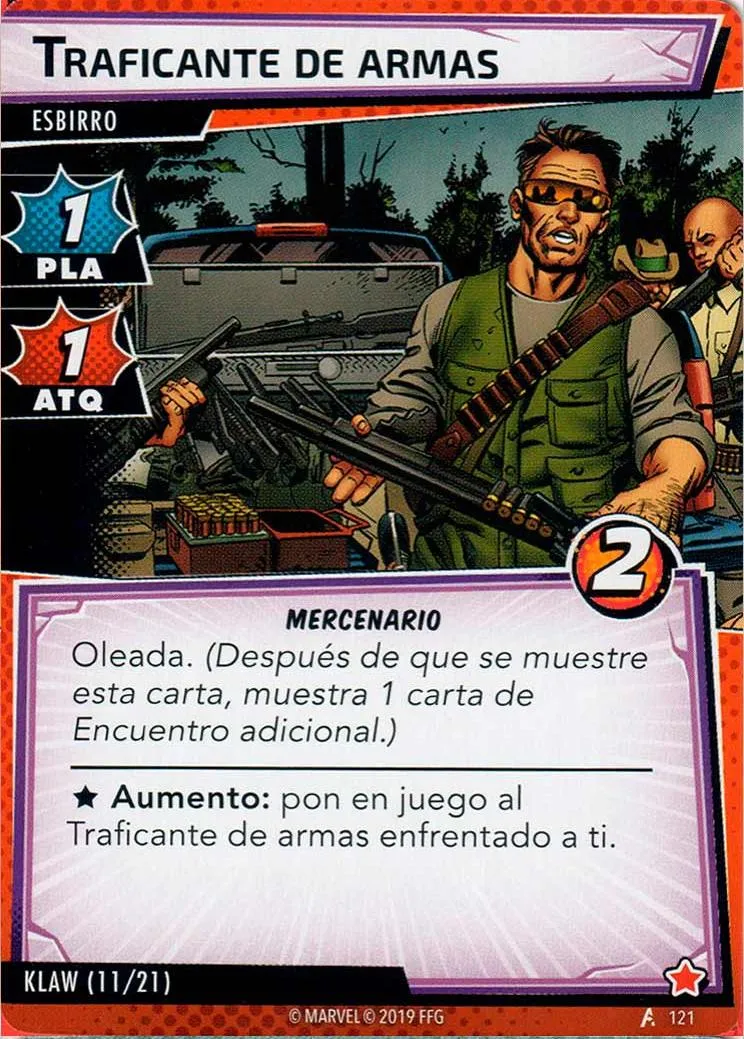 TRAFICANTE DE ARMAS
ESBIRRO
1
PLA
1
ATQ
2
MERCENARIO
Oleada. (Después de que se muestre
esta carta, muestra 1 carta de
Encuentro adicional.)
★ Aumento: pon en juego al
Traficante de armas enfrentado a ti.
KLAW (11/21)
© MARVEL © 2019 FFG
121